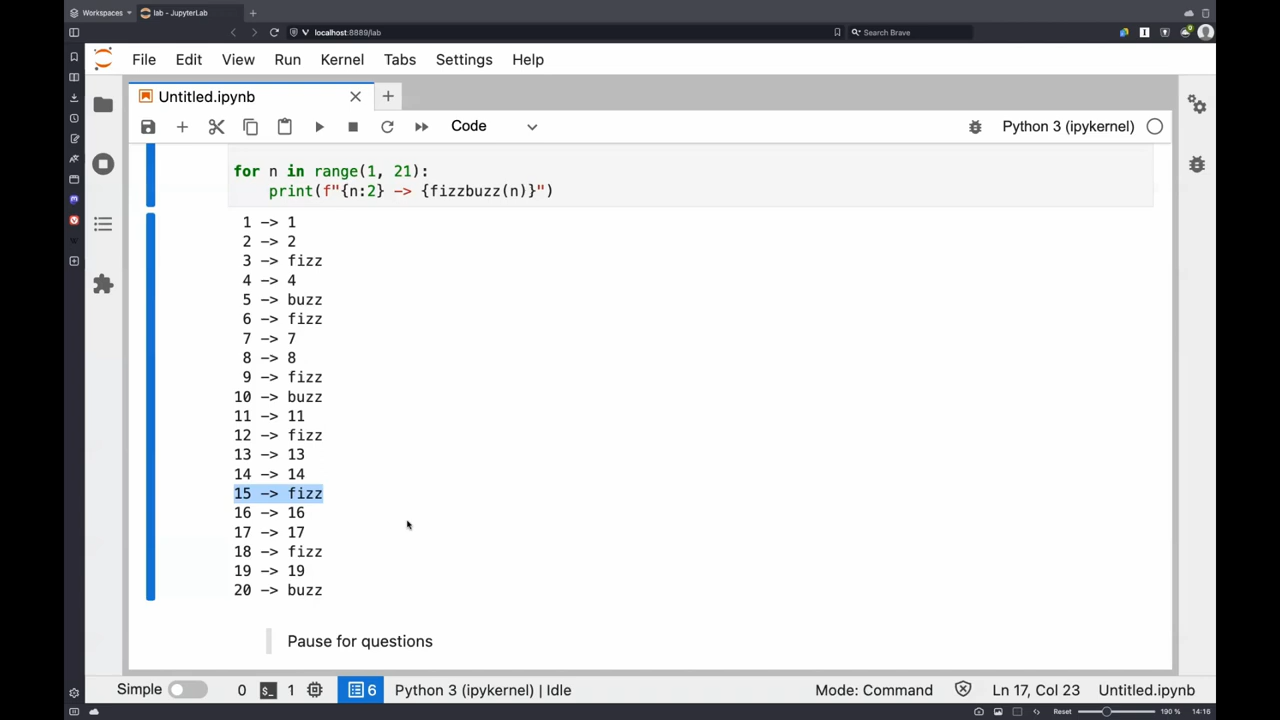 Workspaces
lab - JupyterLab
localhost:8889/lab
Search Brave
File Edit View Run Kernel Tabs Settings Help
Untitled.ipynb
Code
Python 3 (ipykernel)
for n in range(1, 21):
    print(f"{n:2} -> {fizzbuzz(n)}")
1 -> 1
2 -> 2
3 -> fizz
4 -> 4
5 -> buzz
6 -> fizz
7 -> 7
8 -> 8
9 -> fizz
10 -> buzz
11 -> 11
12 -> fizz
13 -> 13
14 -> 14
15 -> fizz
16 -> 16
17 -> 17
18 -> fizz
19 -> 19
20 -> buzz
Pause for questions
Simple 0 1 6 Python 3 (ipykernel) | Idle Mode: Command Ln 17, Col 23 Untitled.ipynb
Reset 190 % 14:16